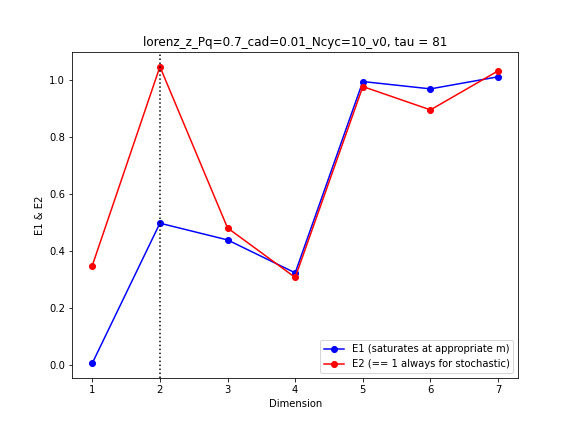 lorenz_z_Pq=0.7_cad=0.01_Ncyc=10_v0, tau = 81
E1 & E2
1.0
0.8
0.6
0.4
0.2
0.0
E1 (saturates at appropriate m)
E2 (== 1 always for stochastic)
1 2 3 4 5 6 7
Dimension